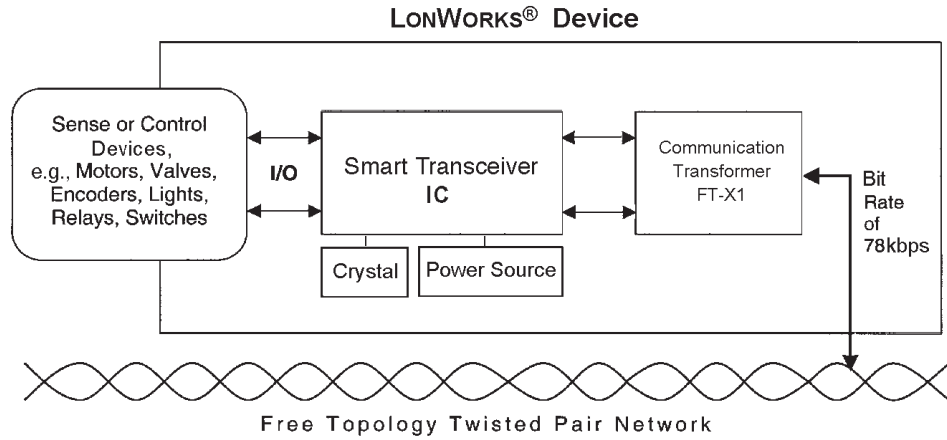 LONWORKS® Device
Sense or Control
Devices,
e.g., Motors, Valves,
Encoders, Lights,
Relays, Switches
I/O
Smart Transceiver
IC
Crystal
Power Source
Communication
Transformer
FT-X1
Bit
Rate
of
78kbps
Free Topology Twisted Pair Network